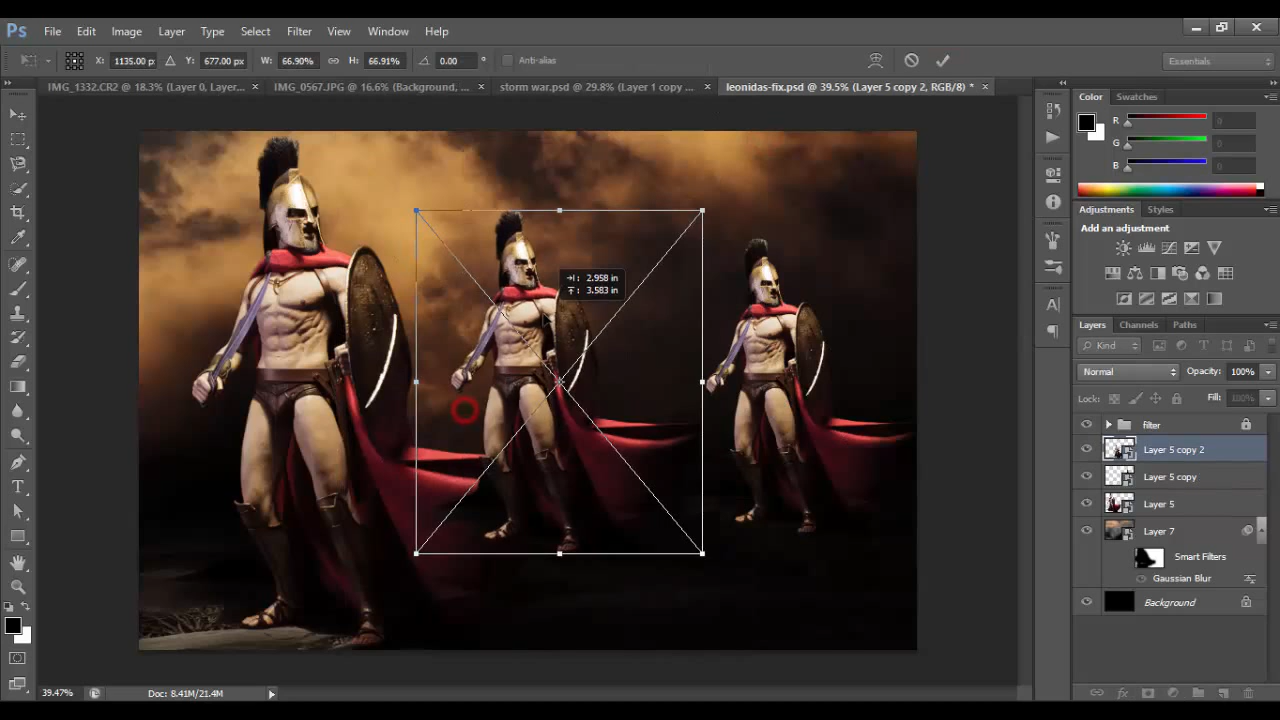 Ps File Edit Image Layer Type Select Filter View Window Help
X: 1135.00 p: Y: 677.00 px W: 66.90% H: 66.91% 0.00 ° Anti-alias Essentials
IMG_1332.CR2 @ 18.3% (Layer 0, Layer... × IMG_0567.JPG @ 16.6% (Background, ... × storm war.psd @ 29.8% (Layer 1 copy ... × leonidas-fix.psd @ 39.5% (Layer 5 copy 2, RGB/8) * ×
Color Swatches
R 0
G 0
B 0
Adjustments Styles
Add an adjustment
2.958 in
3.583 in
Layers Channels Paths
Kind
Normal Opacity: 100%
Lock: Fill: 100%
filter
Layer 5 copy 2
Layer 5 copy
Layer 5
Layer 7
Smart Filters
Gaussian Blur
Background
39.47% Doc: 8.41M/21.4M